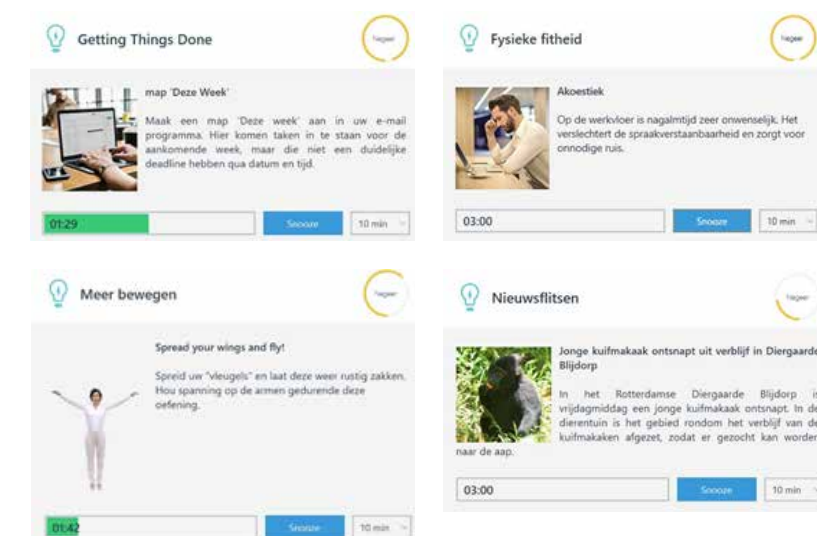 Getting Things Done
Negeer
map 'Deze Week'
Maak een map 'Deze week' aan in uw e-mail
programma. Hier komen taken in te staan voor de
aankomende week, maar die niet een duidelijke
deadline hebben qua datum en tijd.
01:29
Snooze
10 min
Fysieke fitheid
Negeer
Akoestiek
Op de werkvloer is nagalmtijd zeer onwenselijk. Het
verslechtert de spraakverstaanbaarheid en zorgt voor
onnodige ruis.
03:00
Snooze
10 min
Meer bewegen
Negeer
Spread your wings and fly!
Spreid uw "vleugels" en laat deze weer rustig zakken.
Hou spanning op de armen gedurende deze
oefening.
01:42
Snooze
10 min
Nieuwsflitsen
Negeer
Jonge kuifmakaak ontsnapt uit verblijf in Diergaarde
Blijdorp
In het Rotterdamse Diergaarde Blijdorp is
vrijdagmiddag een jonge kuifmakaak ontsnapt. In de
dierentuin is het gebied rondom het verblijf van de
kuifmakaken afgezet, zodat er gezocht kan worden
naar de aap.
03:00
Snooze
10 min